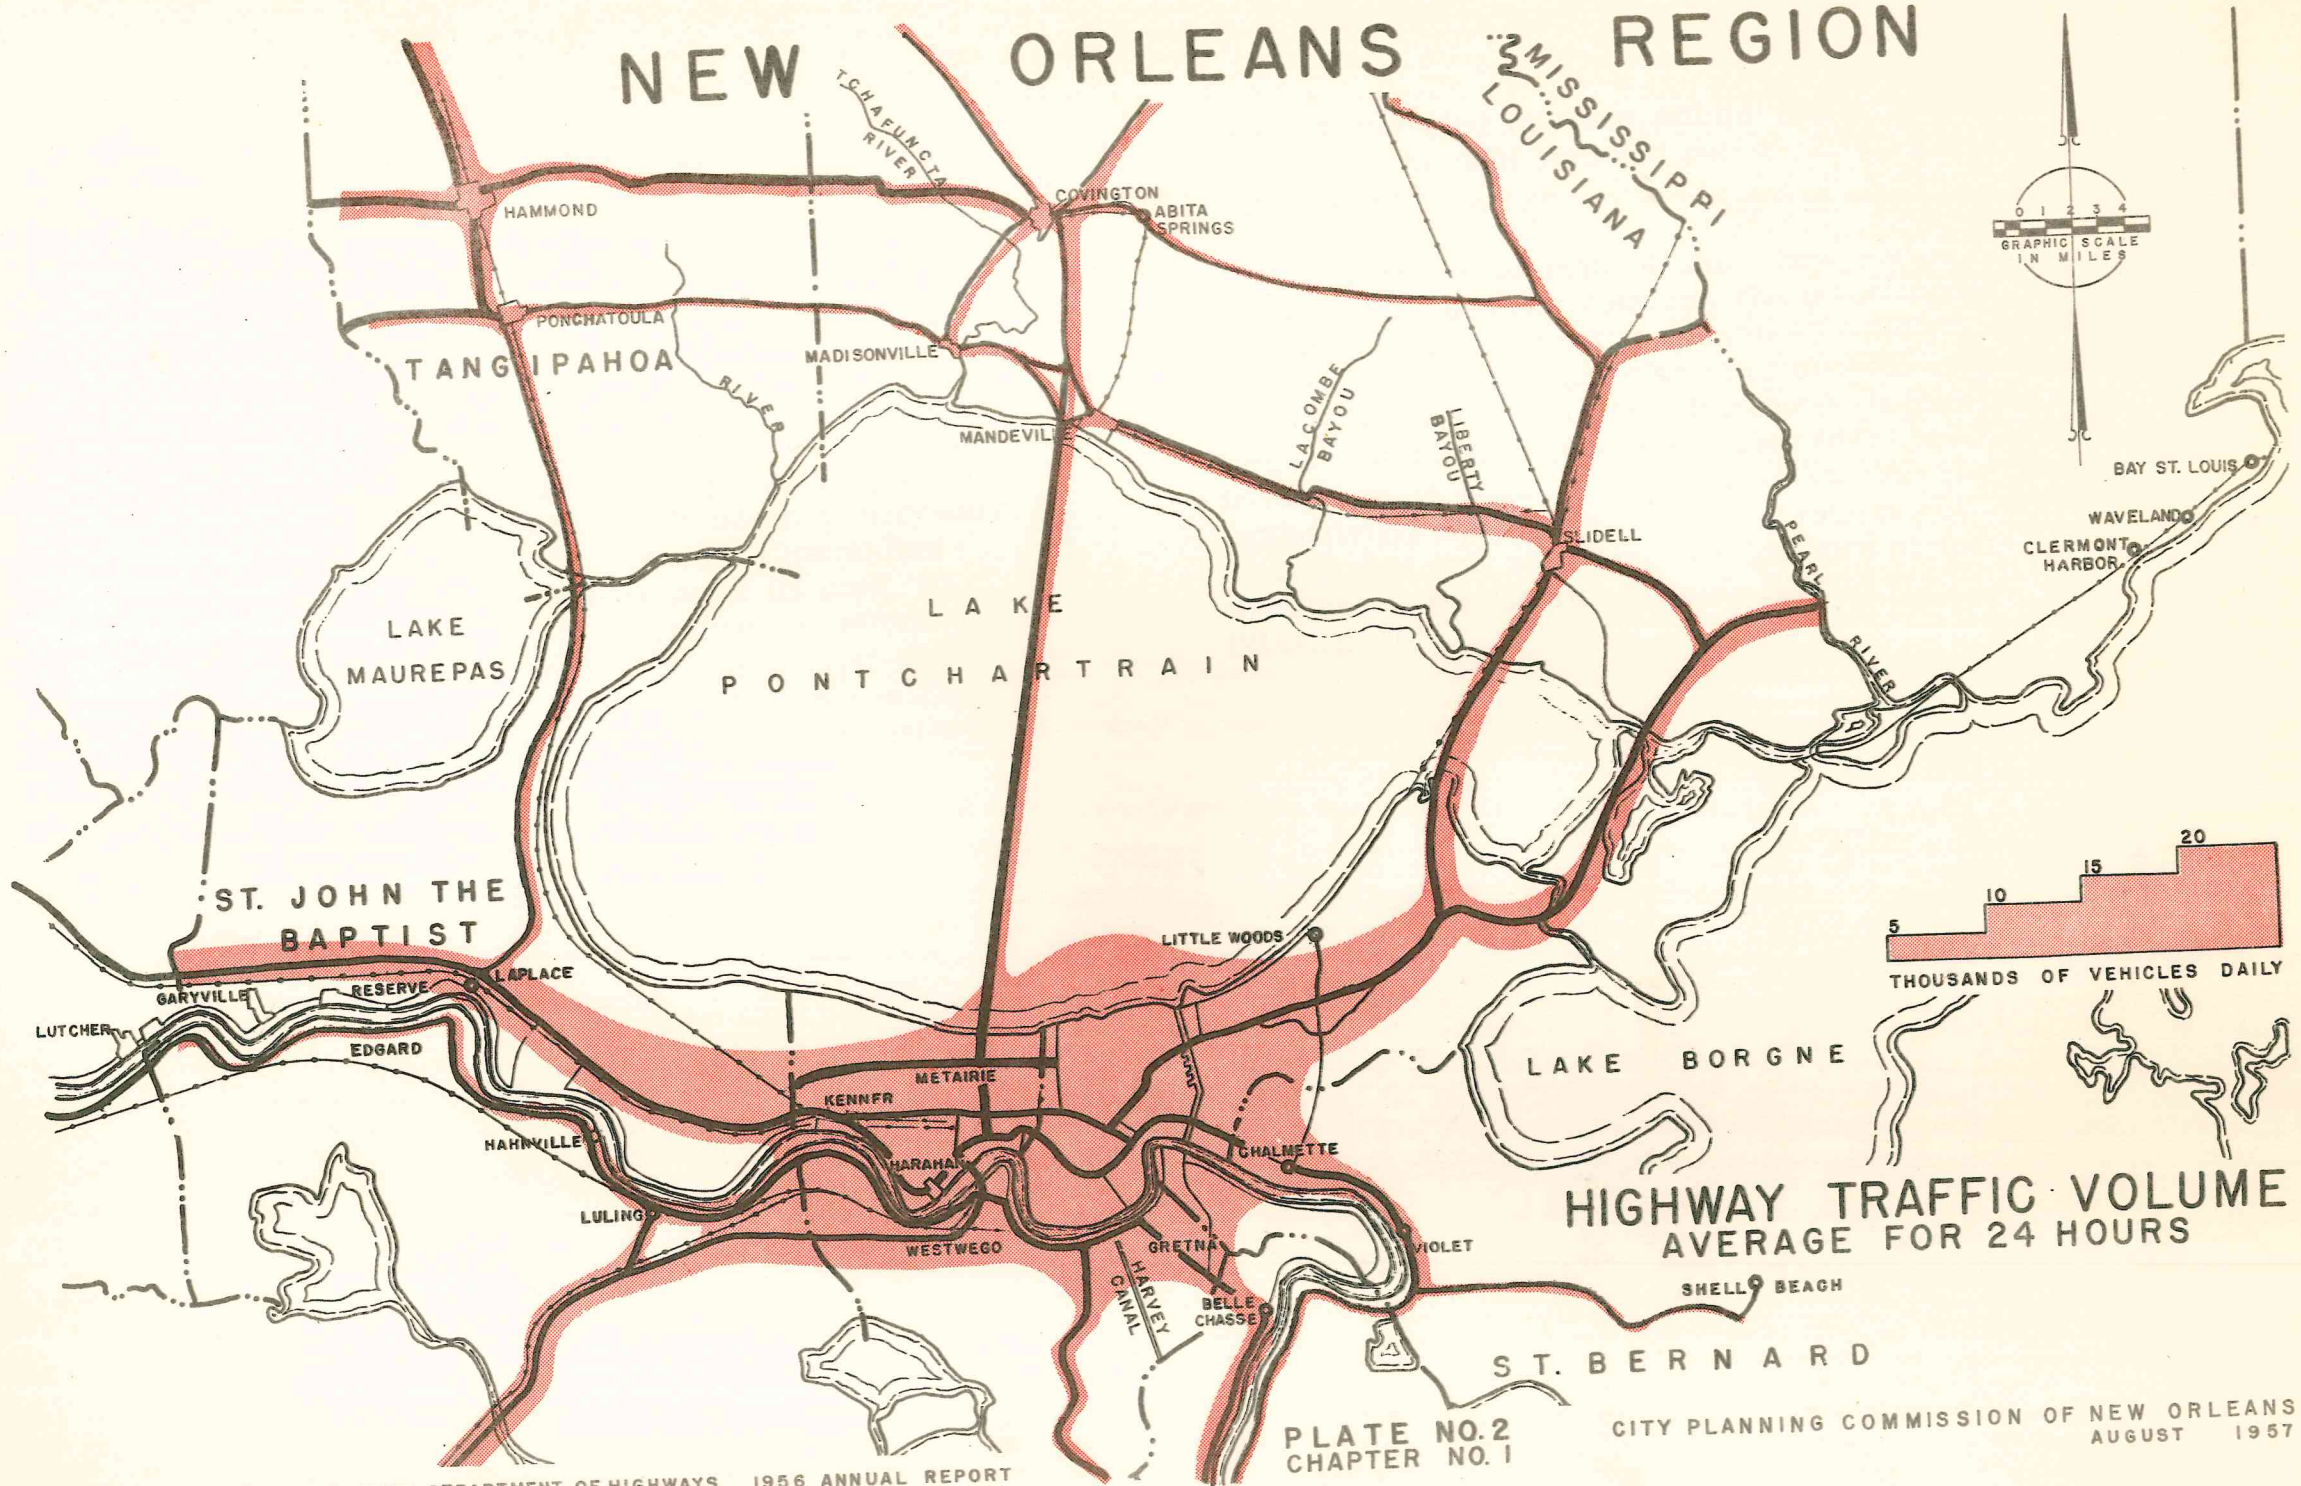 NEW ORLEANS REGION
MISSISSIPPI
LOUISIANA
TCHAFUNCTA
RIVER
0 1 2 3 4
GRAPHIC SCALE
IN MILES
HAMMOND
COVINGTON
ABITA
SPRINGS
PONCHATOULA
TANGIPAHOA
RIVER
MADISONVILLE
MANDEVIL
LACOMBE
BAYOU
LIBERTY
BAYOU
BAY ST. LOUIS
WAVELAND
CLERMONT
HARBOR
SLIDELL
PEARL
RIVER
LAKE
MAUREPAS
LAKE
PONTCHARTRAIN
ST. JOHN THE
BAPTIST
LITTLE WOODS
5
10
15
20
THOUSANDS OF VEHICLES DAILY
LAPLACE
GARYVILLE
RESERVE
LUTCHER
EDGARD
METAIRIE
KENNER
LAKE BORGNE
HAHNVILLE
HARAHAN
CHALMETTE
LULING
WESTWEGO
GRETNA
VIOLET
HARVEY
CANAL
BELLE
CHASSE
HIGHWAY TRAFFIC VOLUME
AVERAGE FOR 24 HOURS
SHELL BEACH
ST. BERNARD
PLATE NO. 2
CHAPTER NO. 1
CITY PLANNING COMMISSION OF NEW ORLEANS
AUGUST 1957
DEPARTMENT OF HIGHWAYS 1956 ANNUAL REPORT